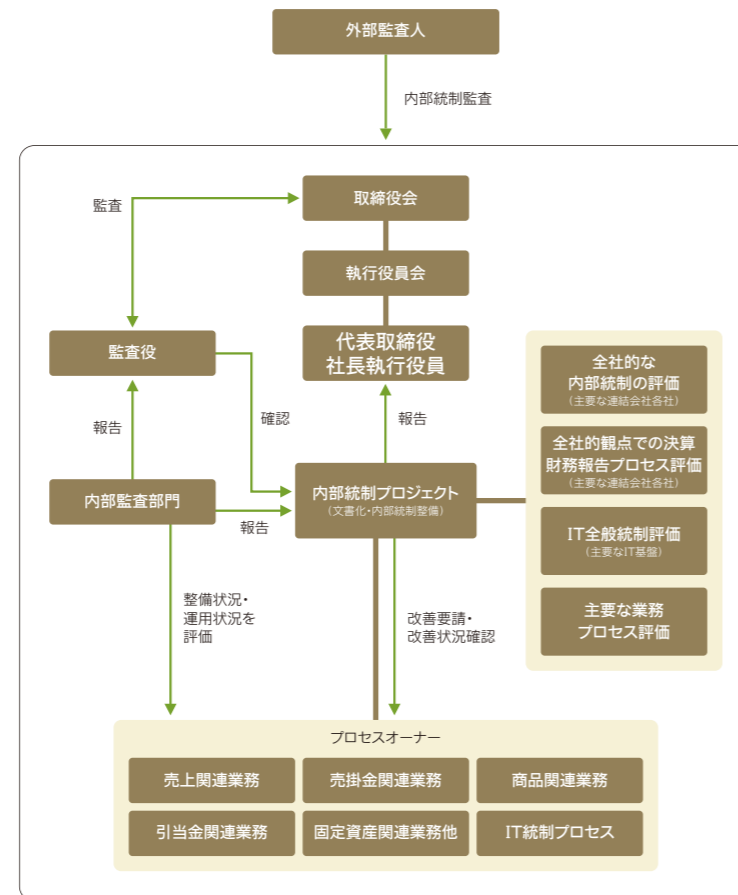 外部監査人
内部統制監査
取締役会
監査
執行役員会
代表取締役
社長執行役員
監査役
全社的な
内部統制の評価
(主要な連結会社各社)
報告
確認
報告
全社的観点での決算
財務報告プロセス評価
(主要な連結会社各社)
内部監査部門
報告
内部統制プロジェクト
(文書化・内部統制整備)
IT全般統制評価
(主要なIT基盤)
整備状況・
運用状況を
評価
改善要請・
改善状況確認
主要な業務
プロセス評価
プロセスオーナー
売上関連業務
売掛金関連業務
商品関連業務
引当金関連業務
固定資産関連業務他
IT統制プロセス